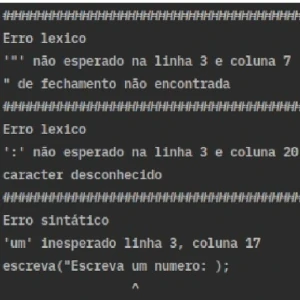 ########################################
Erro lexico
'"' não esperado na linha 3 e coluna 7
" de fechamento não encontrada
########################################
Erro lexico
':' não esperado na linha 3 e coluna 20
caracter desconhecido
########################################
Erro sintático
'um' inesperado linha 3, coluna 17
escreva("Escreva um numero: );
^